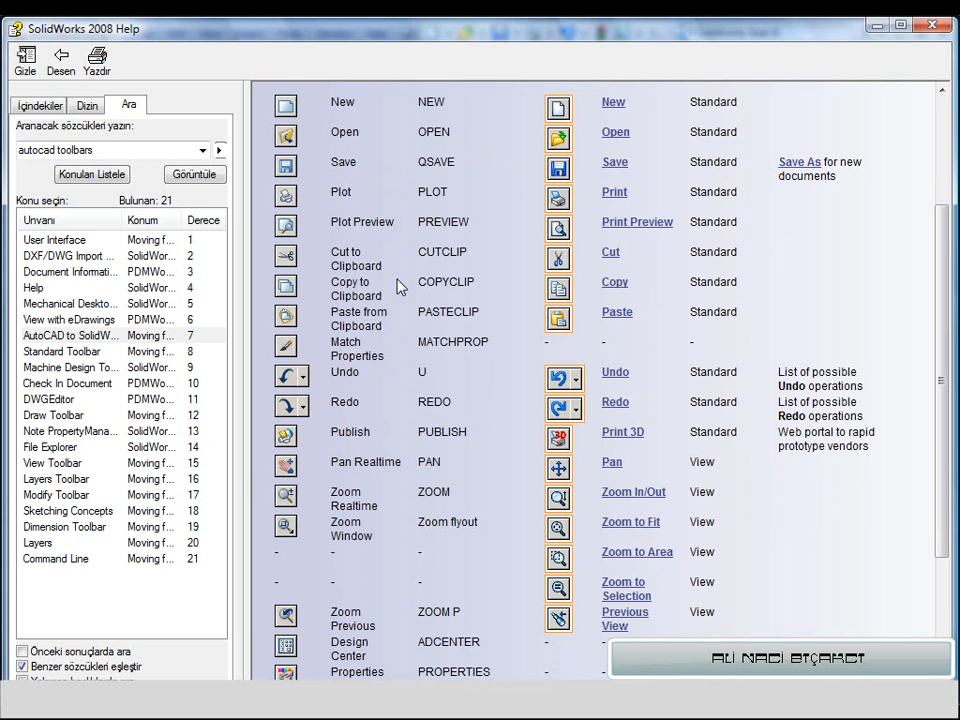 SolidWorks 2008 Help
Gizle Desen Yazdır
İçindekiler Dizin Ara
Aranacak sözcükleri yazın:
autocad toolbars
Konuları Listele Görüntüle
Konu seçin: Bulunan: 21
Unvanı Konum Derece
User Interface Moving f... 1
DXF/DWG Import ... SolidWor... 2
Document Informati... PDMWo... 3
Help SolidWor... 4
Mechanical Deskto... SolidWor... 5
View with eDrawings PDMWo... 6
AutoCAD to SolidW... Moving f... 7
Standard Toolbar Moving f... 8
Machine Design To... SolidWor... 9
Check In Document PDMWo... 10
DWGEditor PDMWo... 11
Draw Toolbar Moving f... 12
Note PropertyMana... SolidWor... 13
File Explorer SolidWor... 14
View Toolbar Moving f... 15
Layers Toolbar Moving f... 16
Modify Toolbar Moving f... 17
Sketching Concepts Moving f... 18
Dimension Toolbar Moving f... 19
Layers Moving f... 20
Command Line Moving f... 21
Önceki sonuçlarda ara
Benzer sözcükleri eşleştir
New NEW New Standard
Open OPEN Open Standard
Save QSAVE Save Standard Save As for new
documents
Plot PLOT Print Standard
Plot Preview PREVIEW Print Preview Standard
Cut to CUTCLIP Cut Standard
Clipboard
Copy to COPYCLIP Copy Standard
Clipboard
Paste from PASTECLIP Paste Standard
Clipboard
Match MATCHPROP - - -
Properties
Undo U Undo Standard List of possible
Undo operations
Redo REDO Redo Standard List of possible
Redo operations
Publish PUBLISH Print 3D Standard Web portal to rapid
prototype vendors
Pan Realtime PAN Pan View
Zoom ZOOM Zoom In/Out View
Realtime
Zoom Zoom flyout Zoom to Fit View
Window
- - - Zoom to Area View
- - - Zoom to View
Selection
Zoom ZOOM P Previous View
Previous View
Design ADCENTER - -
Center
Properties PROPERTIES - -